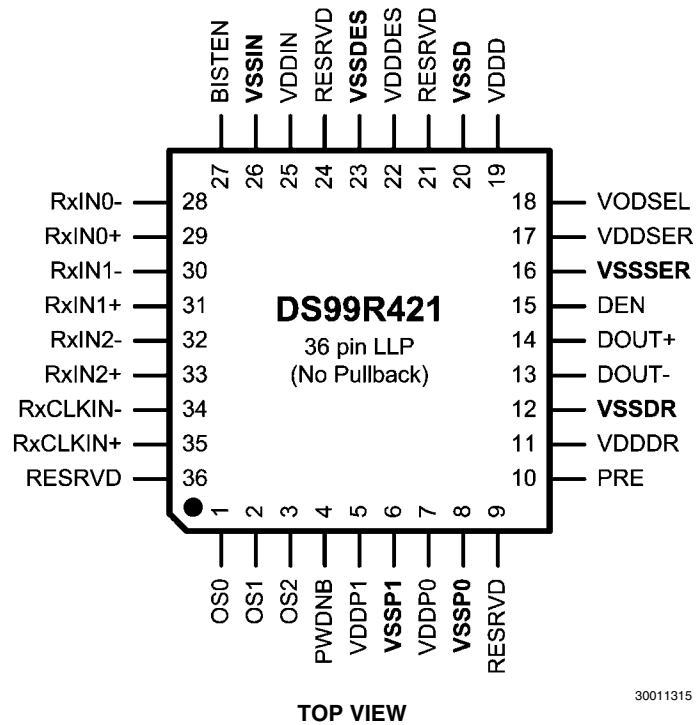 BISTEN
VSSIN
VDDIN
RESRVD
VSSDES
VDDDES
RESRVD
VSSD
VDDD
27
26
25
24
23
22
21
20
19
RxIN0- 28
RxIN0+ 29
RxIN1- 30
RxIN1+ 31
RxIN2- 32
RxIN2+ 33
RxCLKIN- 34
RxCLKIN+ 35
RESRVD 36
DS99R421
36 pin LLP
(No Pullback)
18 VODSEL
17 VDDSER
16 VSSSER
15 DEN
14 DOUT+
13 DOUT-
12 VSSDR
11 VDDDR
10 PRE
1
2
3
4
5
6
7
8
9
OS0
OS1
OS2
PWDNB
VDDP1
VSSP1
VDDP0
VSSP0
RESRVD
30011315
TOP VIEW